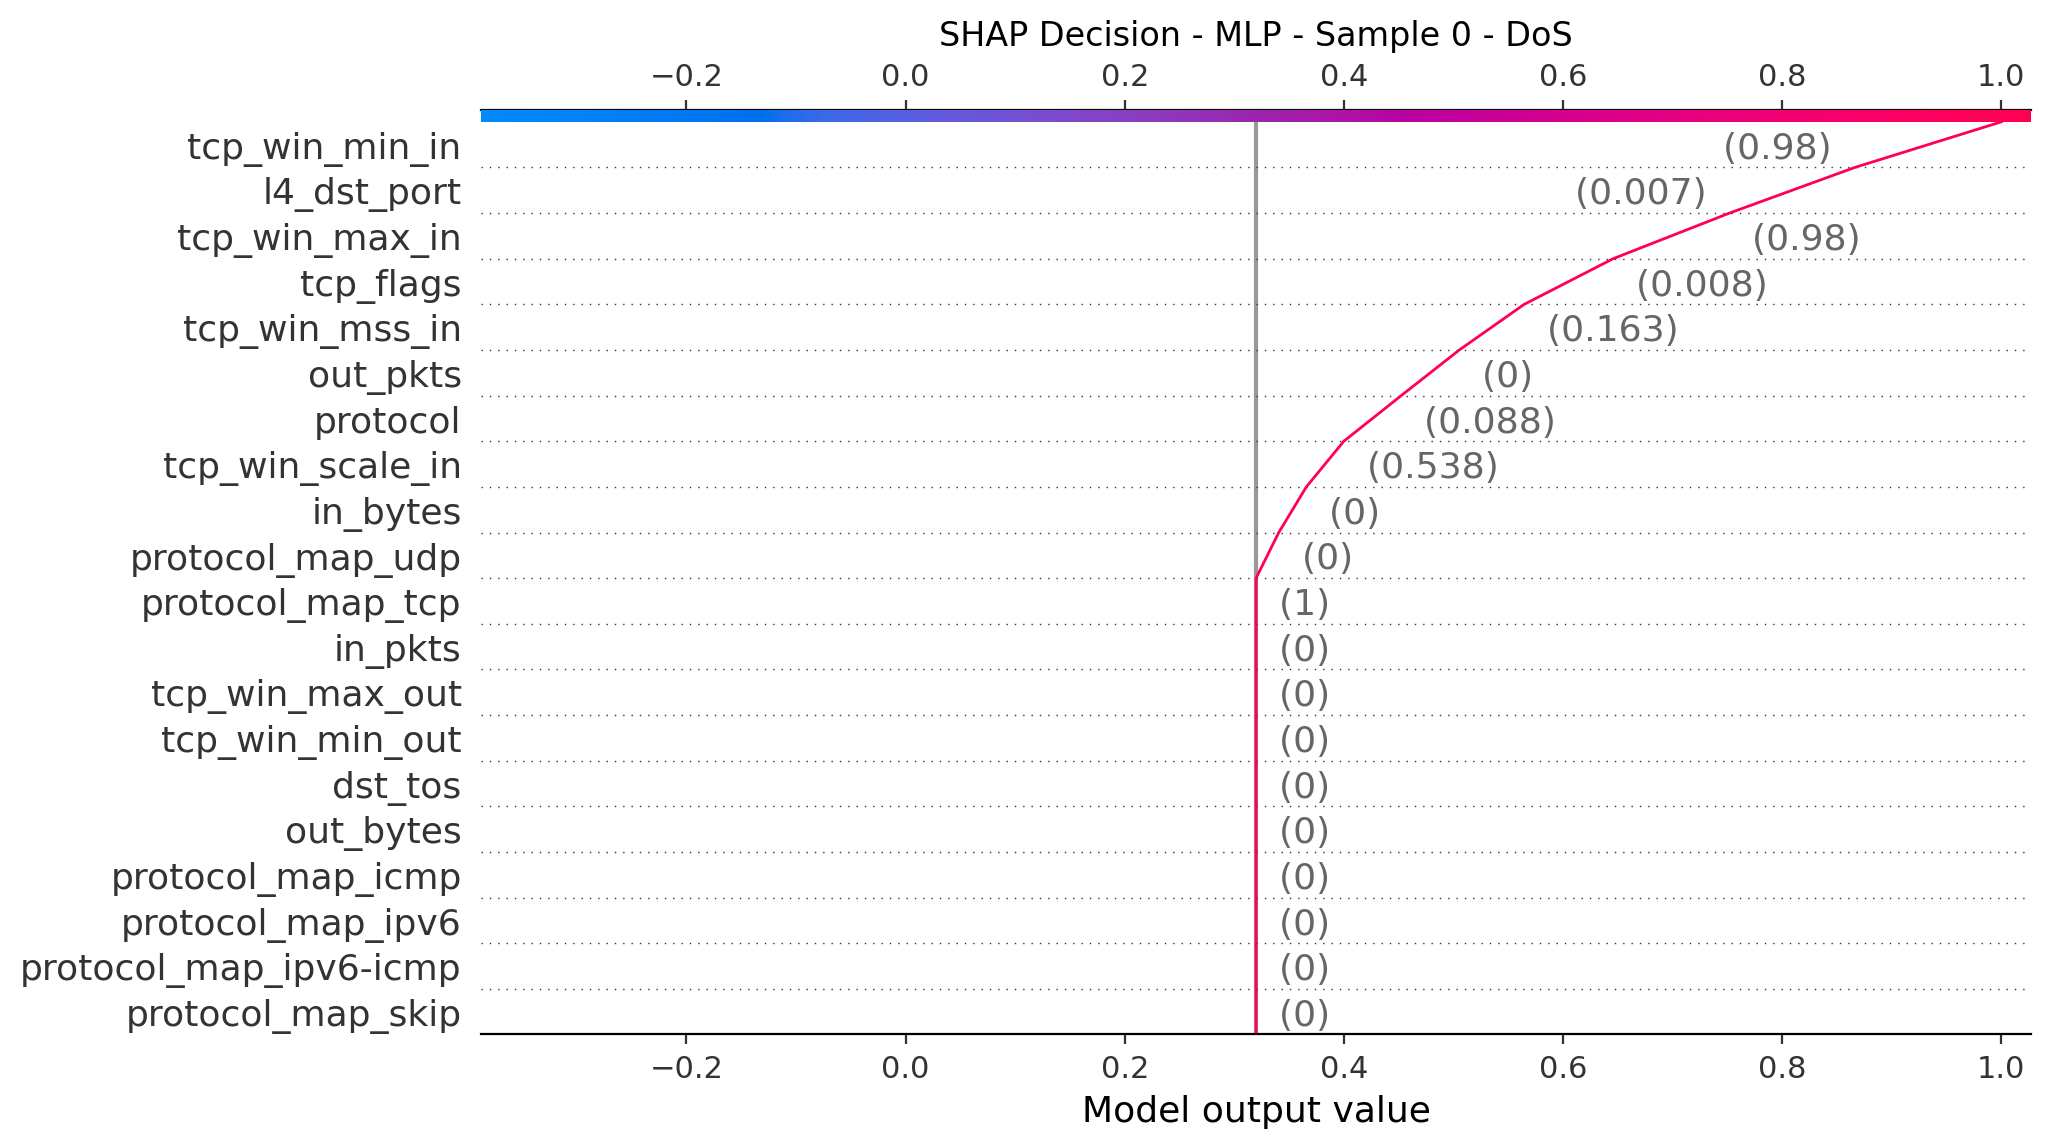 SHAP Decision - MLP - Sample 0 - DoS
−0.2 0.0 0.2 0.4 0.6 0.8 1.0
tcp_win_min_in (0.98)
l4_dst_port (0.007)
tcp_win_max_in (0.98)
tcp_flags (0.008)
tcp_win_mss_in (0.163)
out_pkts (0)
protocol (0.088)
tcp_win_scale_in (0.538)
in_bytes (0)
protocol_map_udp (0)
protocol_map_tcp (1)
in_pkts (0)
tcp_win_max_out (0)
tcp_win_min_out (0)
dst_tos (0)
out_bytes (0)
protocol_map_icmp (0)
protocol_map_ipv6 (0)
protocol_map_ipv6-icmp (0)
protocol_map_skip (0)
−0.2 0.0 0.2 0.4 0.6 0.8 1.0
Model output value